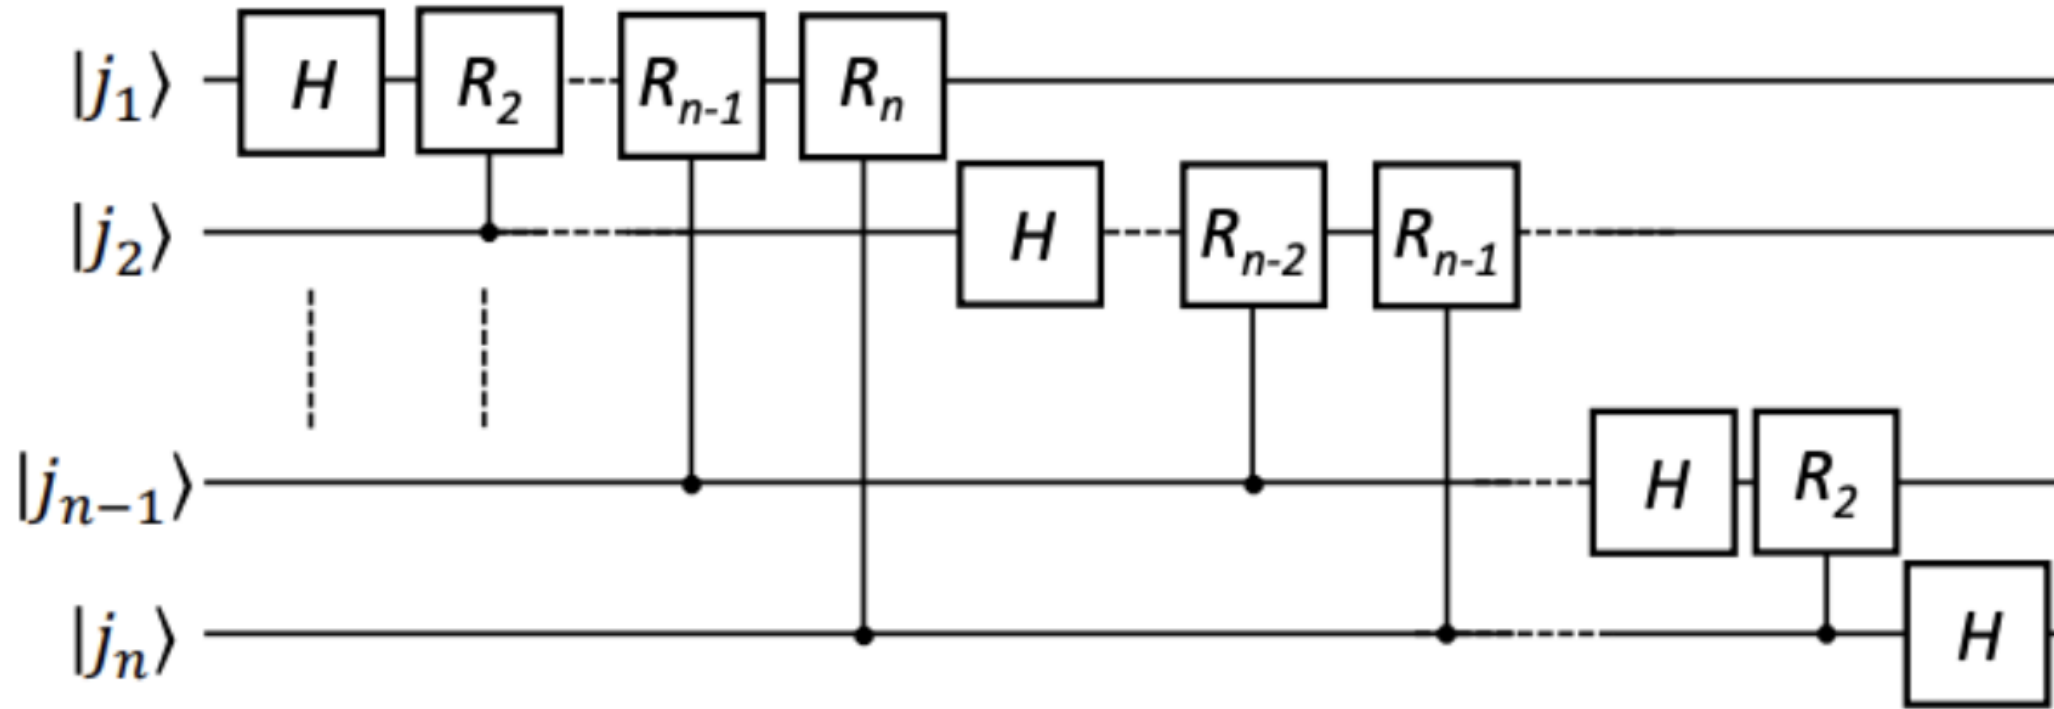 |j₁⟩ H R₂ Rₙ₋₁ Rₙ
|j₂⟩ H Rₙ₋₂ Rₙ₋₁
|jₙ₋₁⟩ H R₂
|jₙ⟩ H